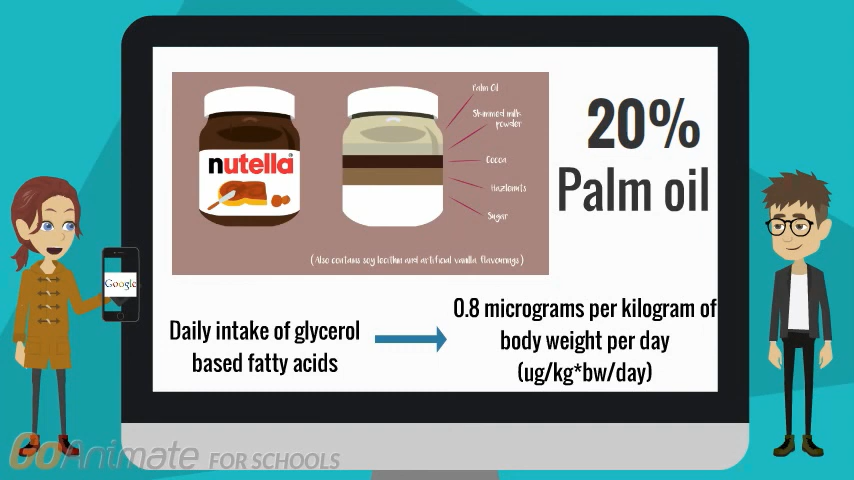 nutella
Palm Oil
Skimmed milk
powder
Cocoa
Hazelnuts
Sugar
(Also contains soy lecithin and artificial vanilla flavourings)
20%
Palm oil
Google
Daily intake of glycerol
based fatty acids
0.8 micrograms per kilogram of
body weight per day
(ug/kg*bw/day)
GoAnimate FOR SCHOOLS